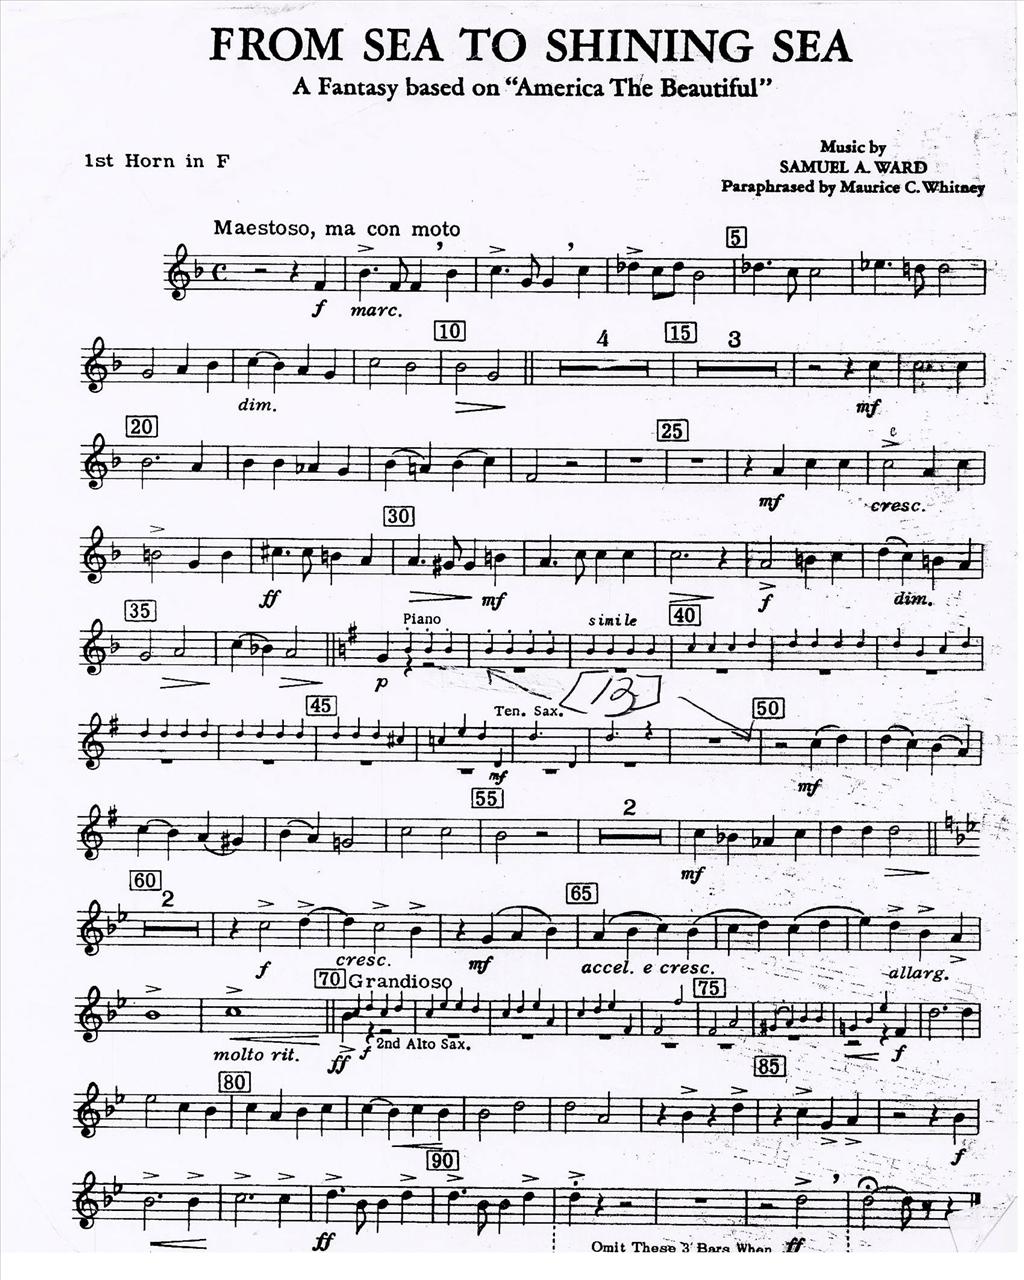 FROM SEA TO SHINING SEA
A Fantasy based on "America The Beautiful"
1st Horn in F
Music by
SAMUEL A. WARD
Paraphrased by Maurice C. Whitney
Maestoso, ma con moto
5
f marc.
10
4
15
3
dim.
mf
20
25
mf
cresc.
30
ff
mf
f
dim.
35
Piano
simile
40
p
13
45
Ten. Sax.
50
mf
mf
55
2
mf
60
2
65
f
cresc.
mf
accel. e cresc.
allarg.
70 Grandioso
75
molto rit.
ff
f
2nd Alto Sax.
f
80
85
f
90
ff
Omit These 3 Bars When
ff